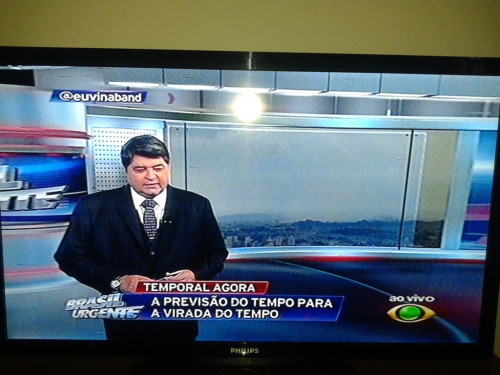 @euvinaband
TEMPORAL AGORA
A PREVISÃO DO TEMPO PARA
A VIRADA DO TEMPO
BRASIL
URGENTE
ao vivo
PHILIPS